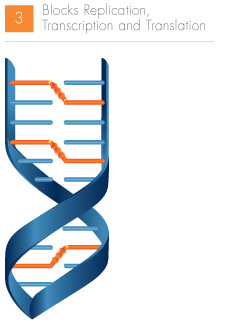 3
Blocks Replication,
Transcription and Translation